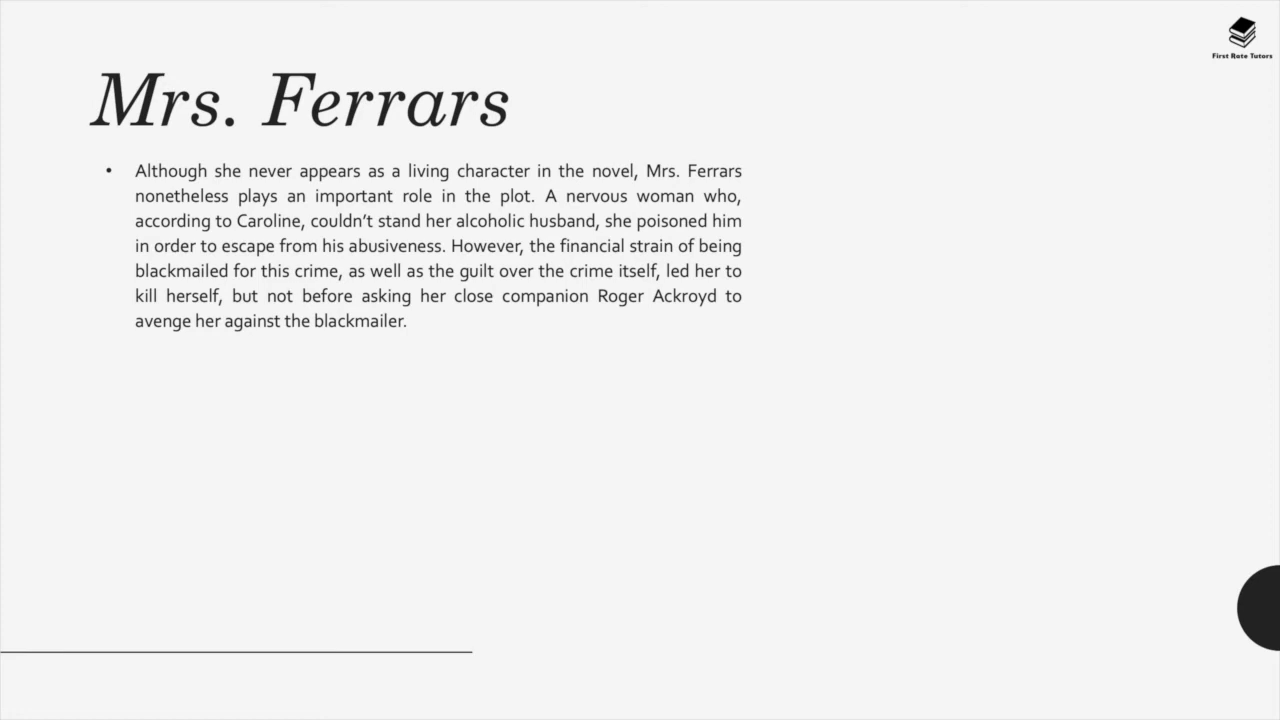 First Rate Tutors
Mrs. Ferrars
• Although she never appears as a living character in the novel, Mrs. Ferrars
nonetheless plays an important role in the plot. A nervous woman who,
according to Caroline, couldn’t stand her alcoholic husband, she poisoned him
in order to escape from his abusiveness. However, the financial strain of being
blackmailed for this crime, as well as the guilt over the crime itself, led her to
kill herself, but not before asking her close companion Roger Ackroyd to
avenge her against the blackmailer.